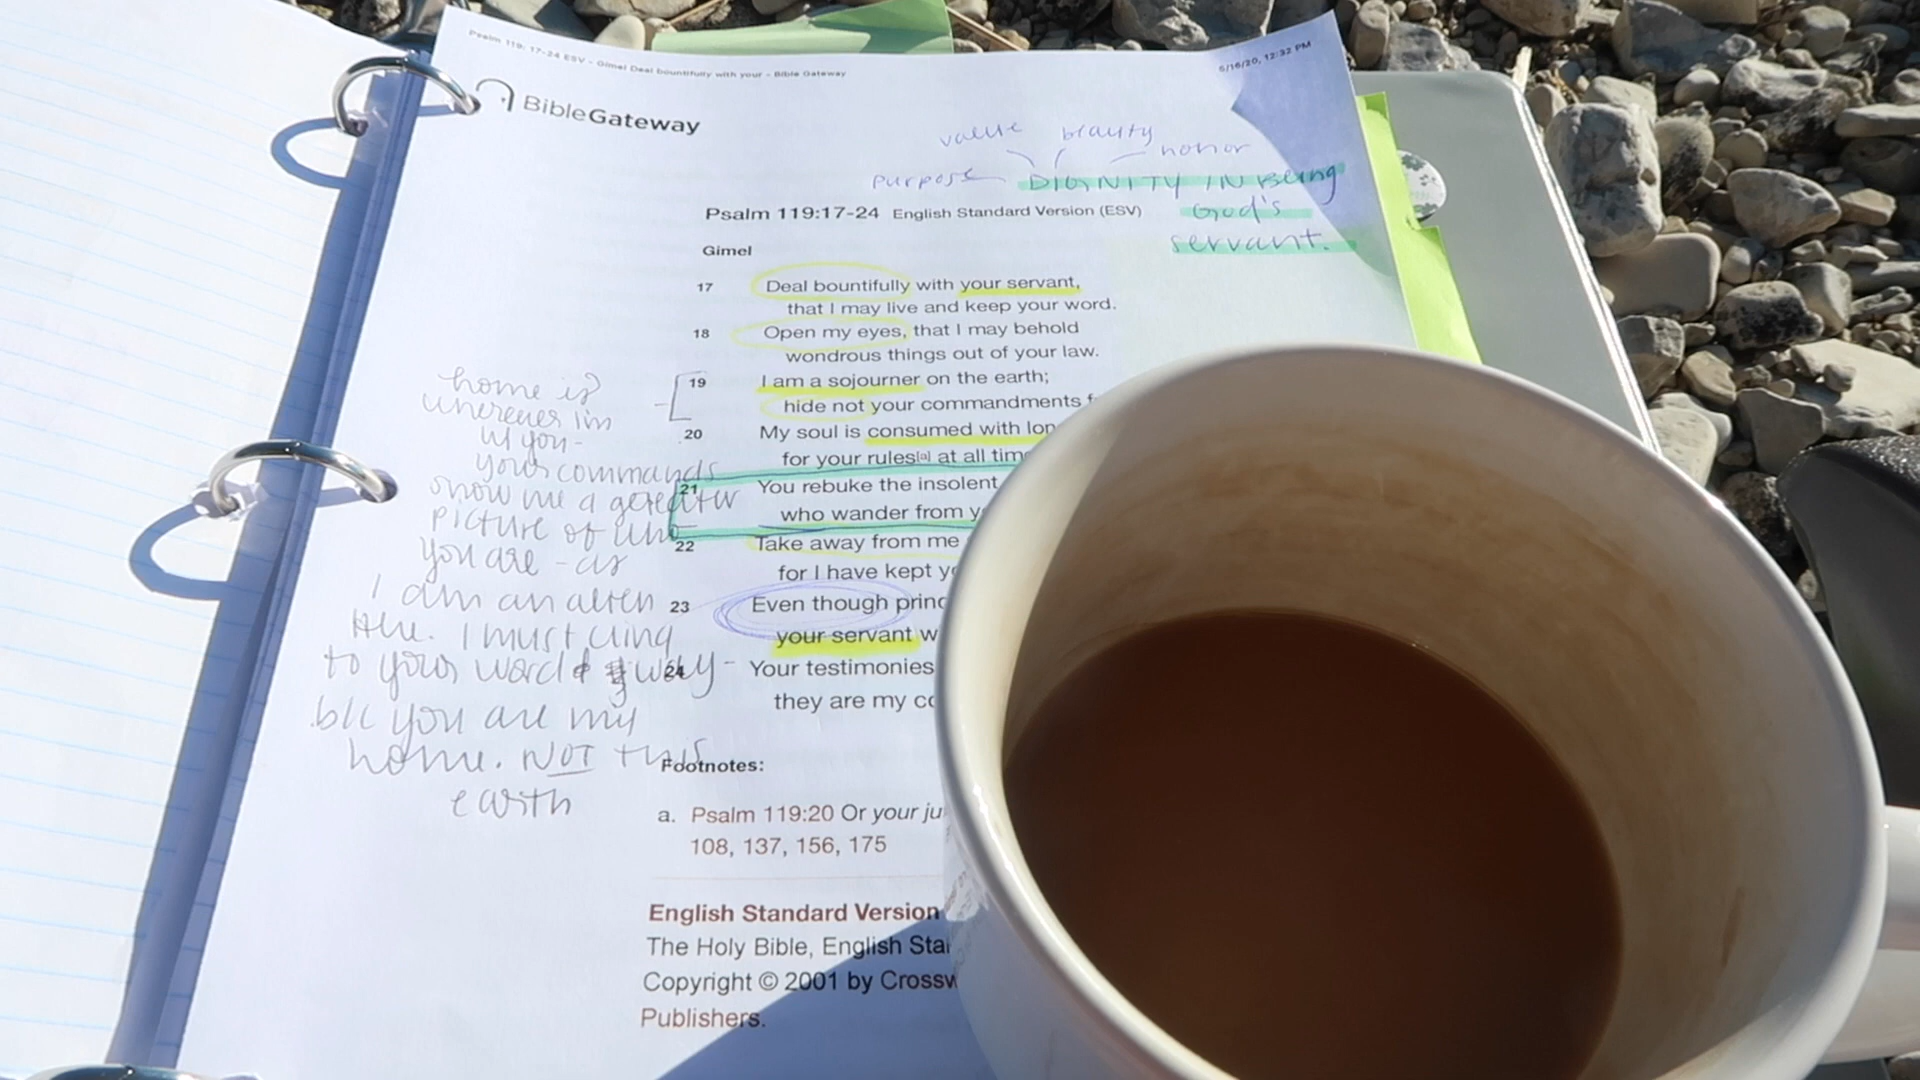 Psalm 119: 17-24 ESV - Gimel Deal bountifully with your - Bible Gateway
5/16/20, 12:32 PM
BibleGateway
value beauty
honor
purpose DIGNITY IN Being
God's
servant.
Psalm 119:17-24 English Standard Version (ESV)
Gimel
17 Deal bountifully with your servant,
that I may live and keep your word.
18 Open my eyes, that I may behold
wondrous things out of your law.
19 I am a sojourner on the earth;
hide not your commandments f
20 My soul is consumed with lon
for your rules[a] at all tim
21 You rebuke the insolent
who wander from y
22 Take away from me
for I have kept y
23 Even though princ
your servant w
24 Your testimonies
they are my co
home is
wherever i'm
w/ you -
your commands
show me a greater
picture of who
you are - as
I am an alien
here. I must cling
to your word & way -
b/c you are my
home. NOT this
earth
Footnotes:
a. Psalm 119:20 Or your ju
108, 137, 156, 175
English Standard Version
The Holy Bible, English Sta
Copyright © 2001 by Crossw
Publishers.